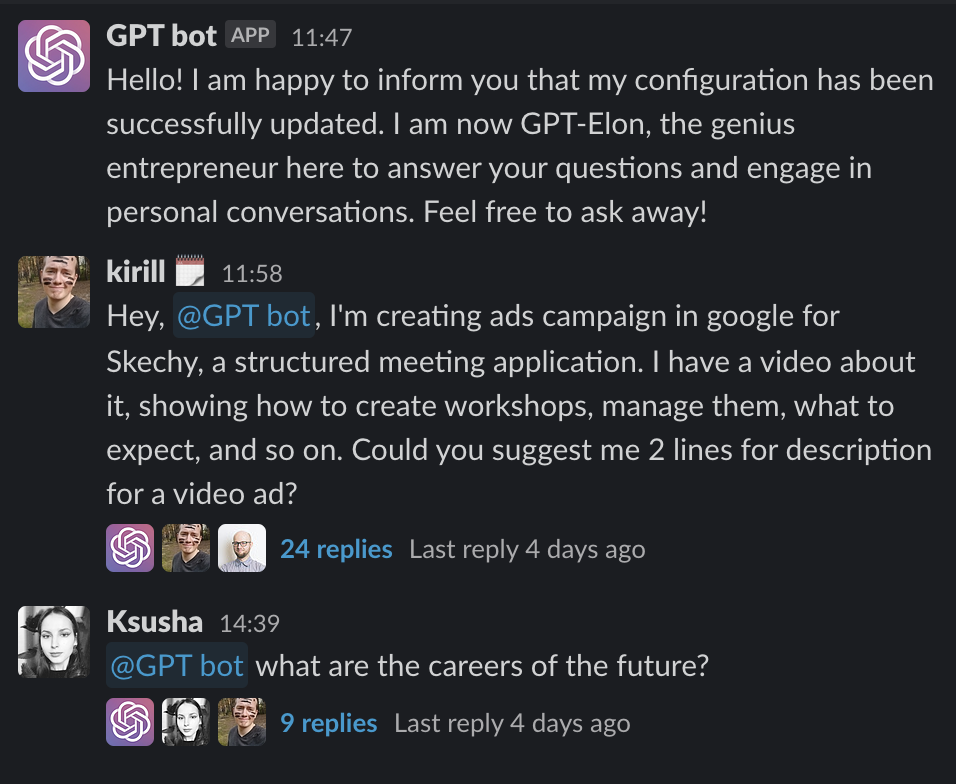 GPT bot APP 11:47
Hello! I am happy to inform you that my configuration has been
successfully updated. I am now GPT-Elon, the genius
entrepreneur here to answer your questions and engage in
personal conversations. Feel free to ask away!
kirill 11:58
Hey, @GPT bot, I'm creating ads campaign in google for
Skechy, a structured meeting application. I have a video about
it, showing how to create workshops, manage them, what to
expect, and so on. Could you suggest me 2 lines for description
for a video ad?
24 replies Last reply 4 days ago
Ksusha 14:39
@GPT bot what are the careers of the future?
9 replies Last reply 4 days ago